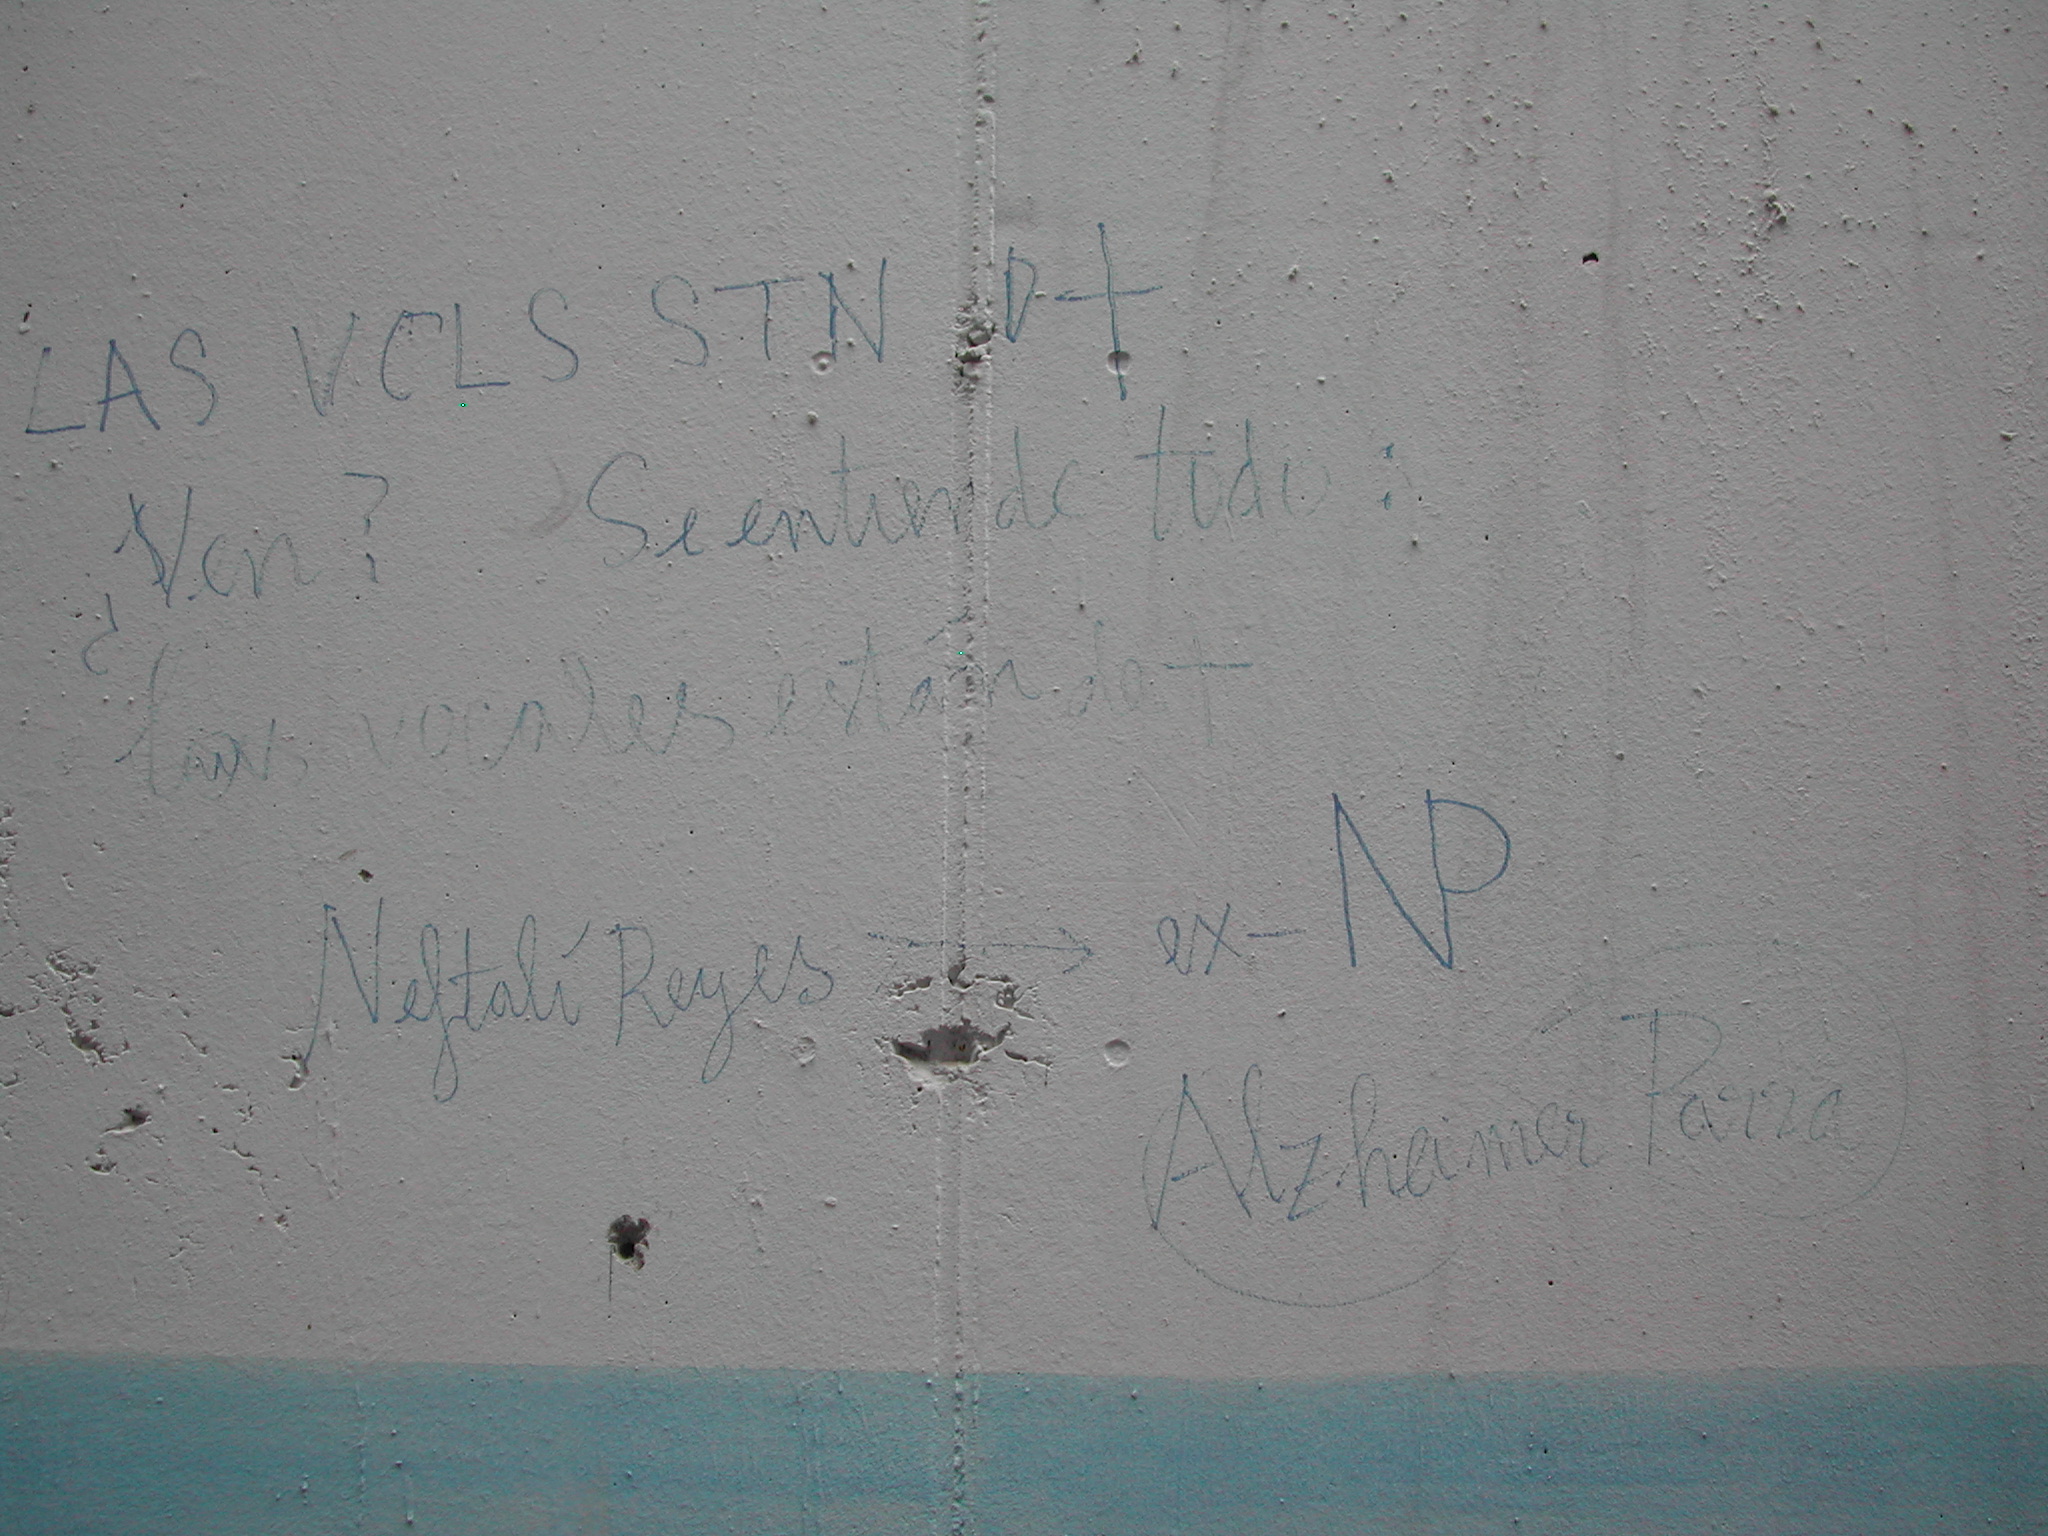 LAS VCLS STN D+
¿Ven? Se entiende todo:
las vocales están de +
Neftalí Reyes → ex-NP
Alzheimer Parra